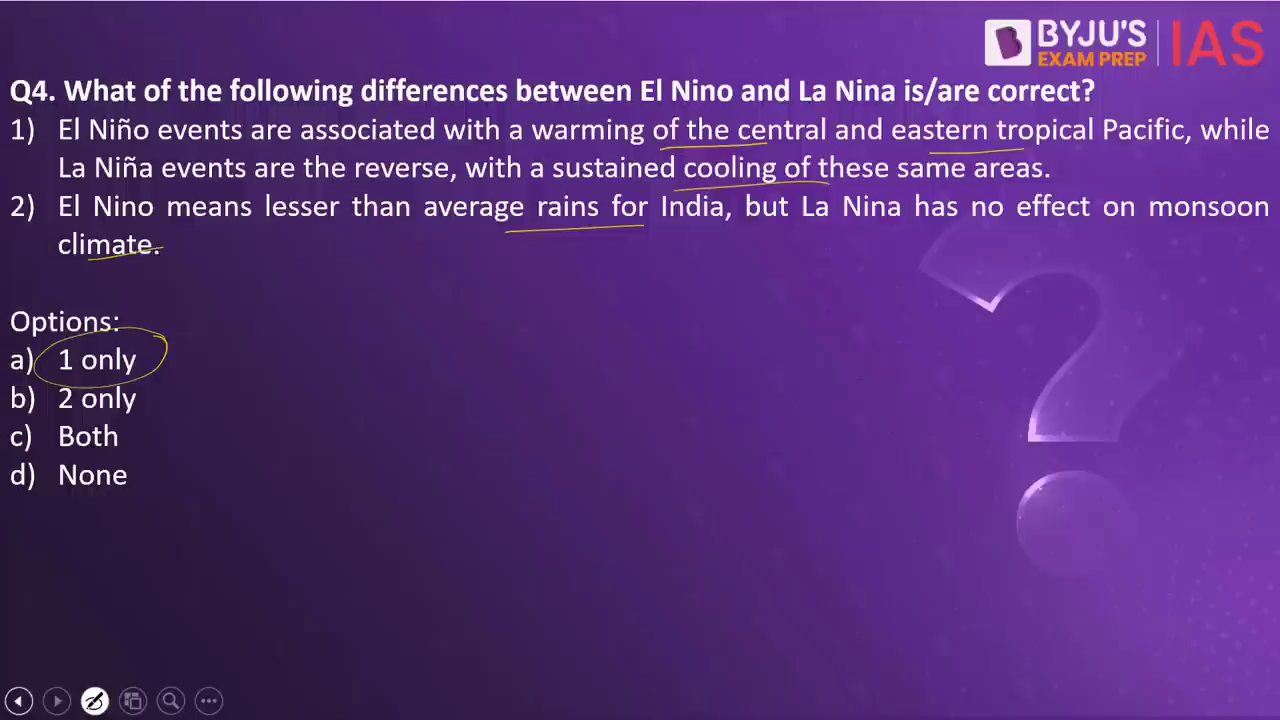 BYJU'S
EXAM PREP
IAS
Q4. What of the following differences between El Nino and La Nina is/are correct?
1) El Niño events are associated with a warming of the central and eastern tropical Pacific, while
La Niña events are the reverse, with a sustained cooling of these same areas.
2) El Nino means lesser than average rains for India, but La Nina has no effect on monsoon
climate.
Options:
a) 1 only
b) 2 only
c) Both
d) None